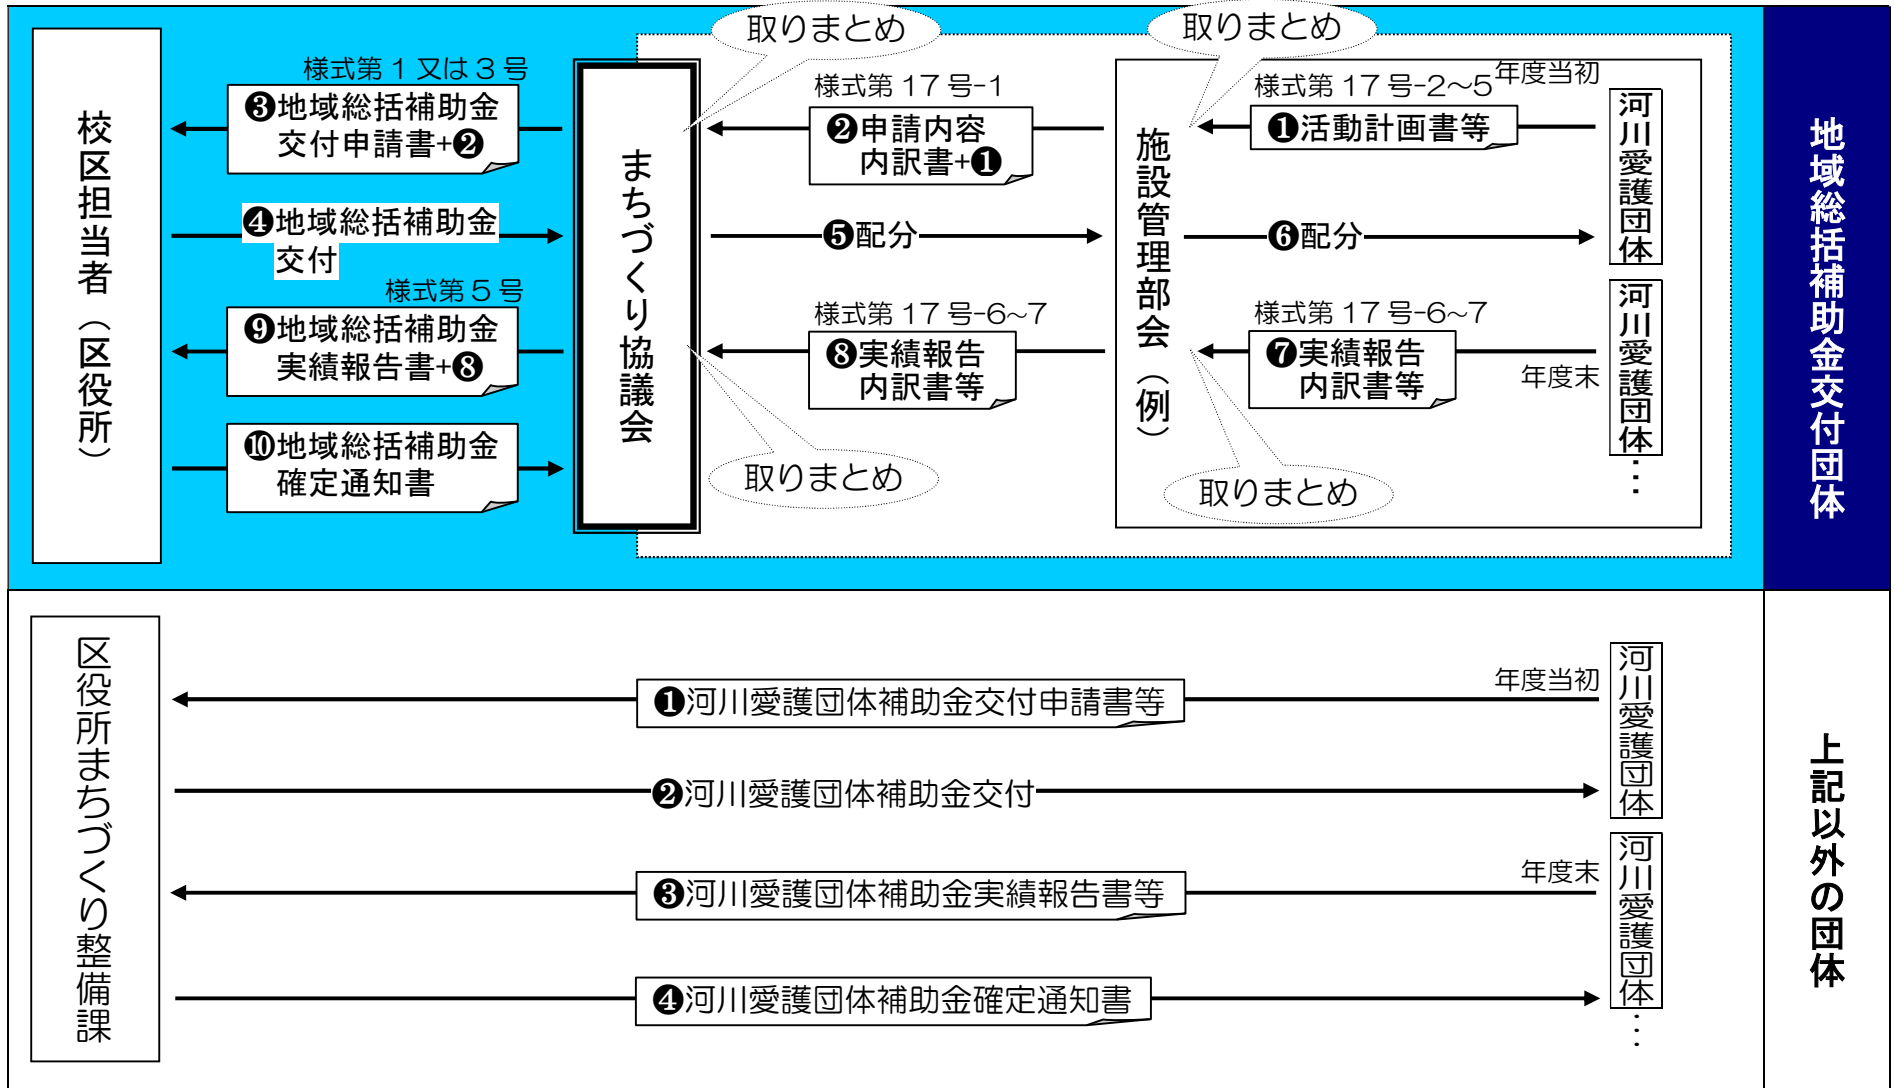 取りまとめ
取りまとめ
様式第1又は3号
❸地域総括補助金
交付申請書+❷
様式第17号-1
❷申請内容
内訳書+❶
様式第17号-2~5
年度当初
❶活動計画書等
河川愛護団体
校区担当者(区役所)
まちづくり協議会
施設管理部会(例)
❹地域総括補助金
交付
❺配分
❻配分
様式第5号
❾地域総括補助金
実績報告書+❽
様式第17号-6~7
❽実績報告
内訳書等
様式第17号-6~7
❼実績報告
内訳書等
年度末
河川愛護団体…
❿地域総括補助金
確定通知書
取りまとめ
取りまとめ
地域総括補助金交付団体
区役所まちづくり整備課
❶河川愛護団体補助金交付申請書等
年度当初
河川愛護団体
❷河川愛護団体補助金交付
❸河川愛護団体補助金実績報告書等
年度末
河川愛護団体…
❹河川愛護団体補助金確定通知書
上記以外の団体